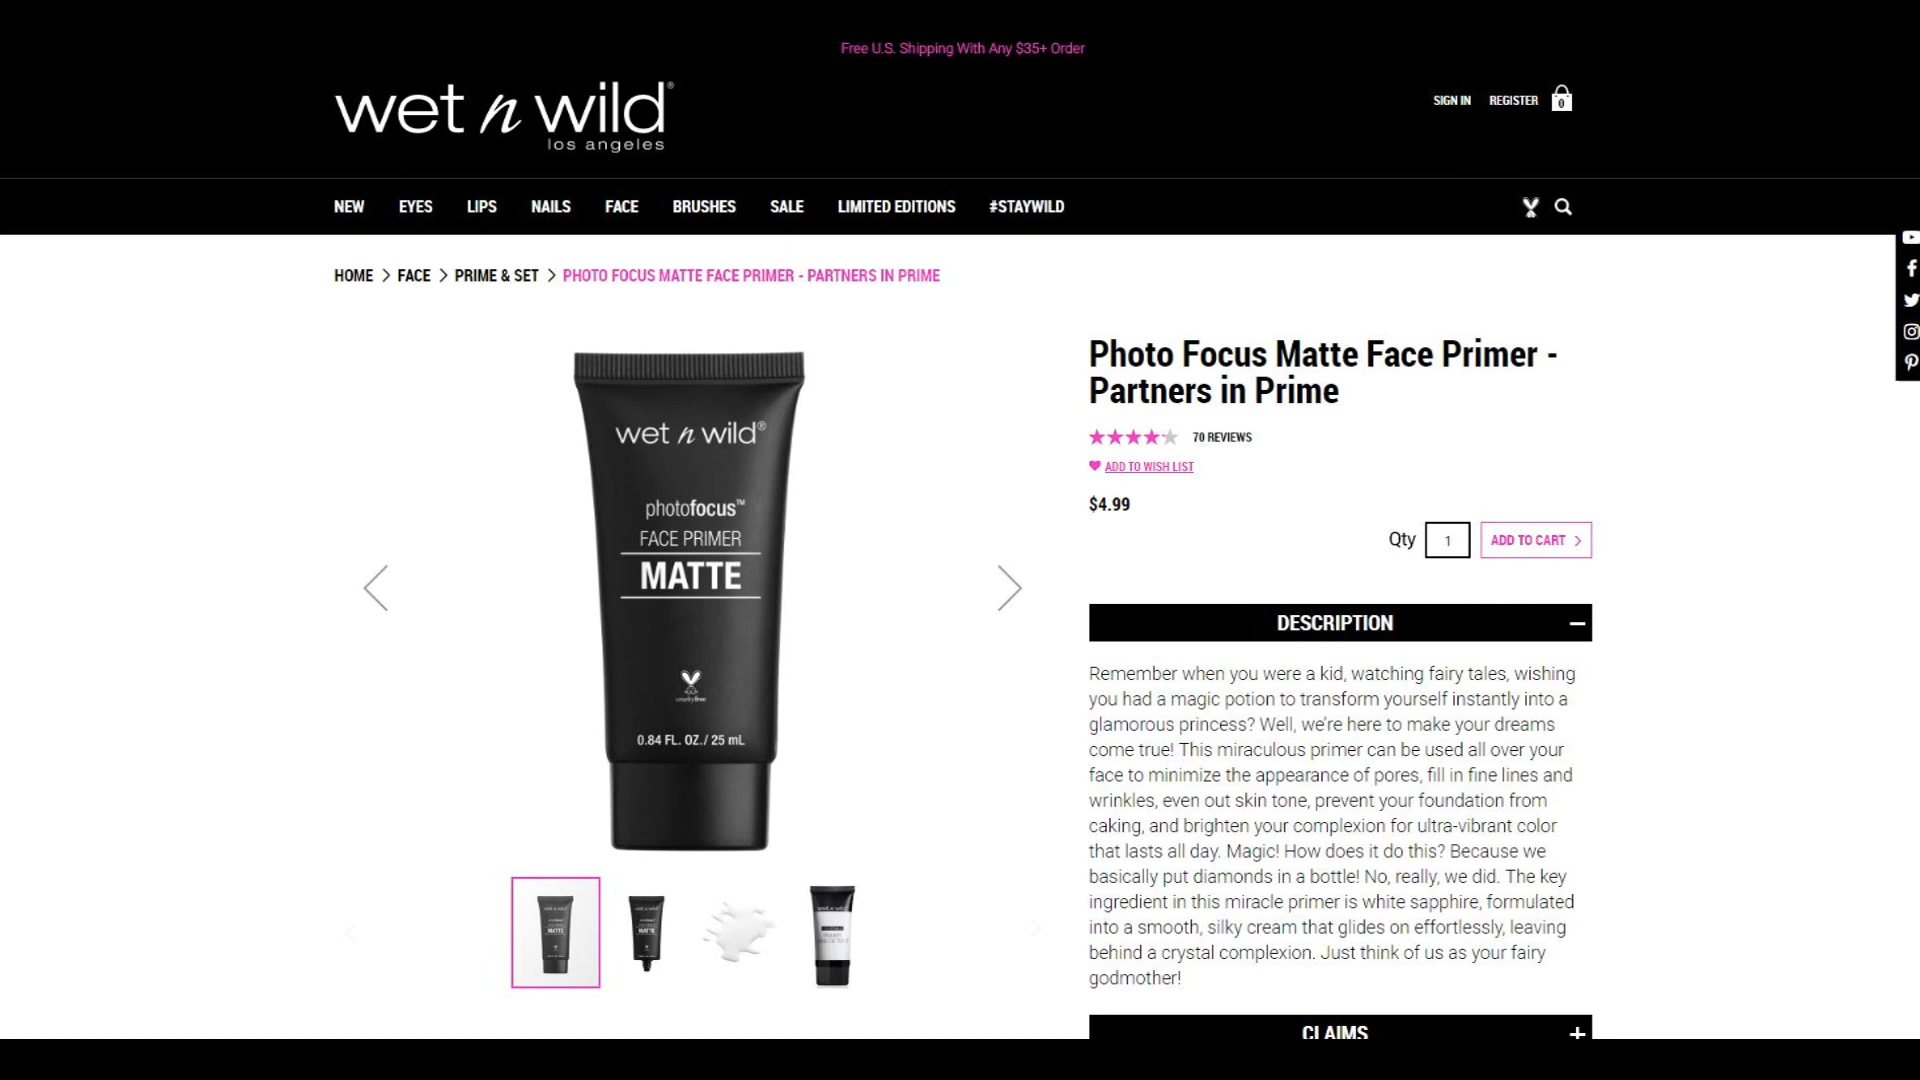 Free U.S. Shipping With Any $35+ Order
wet n wild®
los angeles
SIGN IN REGISTER 0
NEW EYES LIPS NAILS FACE BRUSHES SALE LIMITED EDITIONS #STAYWILD
HOME > FACE > PRIME & SET > PHOTO FOCUS MATTE FACE PRIMER - PARTNERS IN PRIME
wet n wild®
photofocus™
FACE PRIMER
MATTE
crueltyfree
0.84 FL. OZ./ 25 mL
Photo Focus Matte Face Primer -
Partners in Prime
70 REVIEWS
ADD TO WISH LIST
$4.99
Qty 1 ADD TO CART >
DESCRIPTION −
Remember when you were a kid, watching fairy tales, wishing
you had a magic potion to transform yourself instantly into a
glamorous princess? Well, we're here to make your dreams
come true! This miraculous primer can be used all over your
face to minimize the appearance of pores, fill in fine lines and
wrinkles, even out skin tone, prevent your foundation from
caking, and brighten your complexion for ultra-vibrant color
that lasts all day. Magic! How does it do this? Because we
basically put diamonds in a bottle! No, really, we did. The key
ingredient in this miracle primer is white sapphire, formulated
into a smooth, silky cream that glides on effortlessly, leaving
behind a crystal complexion. Just think of us as your fairy
godmother!
CLAIMS +